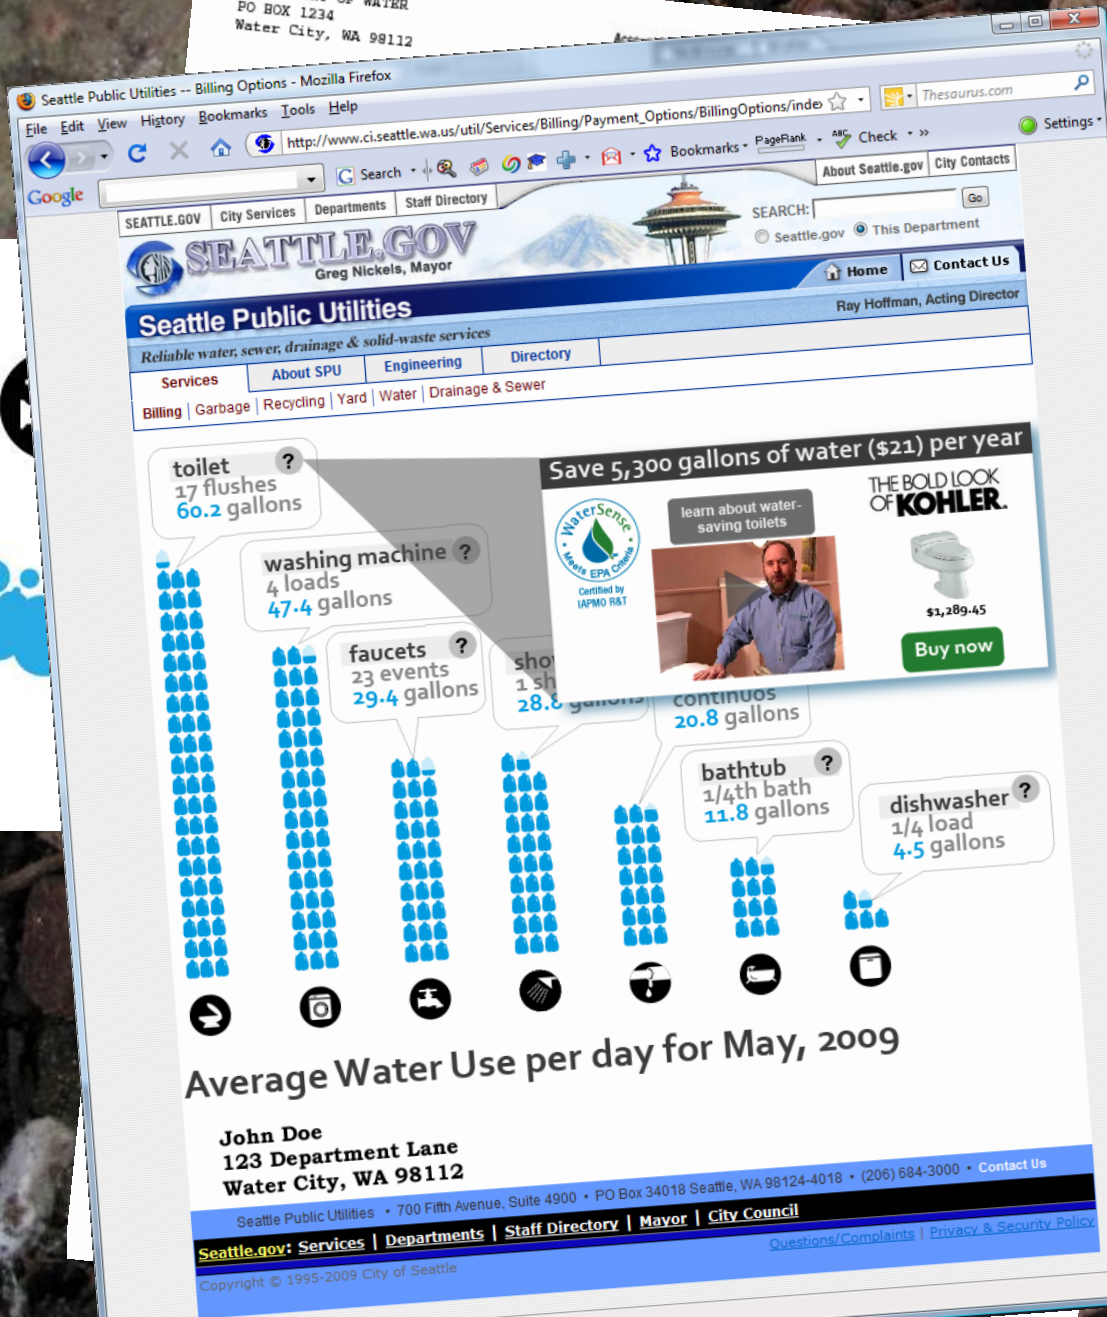 OF WATER
PO BOX 1234
Water City, WA 98112
Seattle Public Utilities -- Billing Options - Mozilla Firefox
File Edit View History Bookmarks Tools Help
http://www.ci.seattle.wa.us/util/Services/Billing/Payment_Options/BillingOptions/index
Thesaurus.com
Google
Search
Bookmarks
PageRank
ABC
Check
»
Settings
SEATTLE.GOV City Services Departments Staff Directory
About Seattle.gov City Contacts
SEATTLE.GOV
Greg Nickels, Mayor
SEARCH: Go
Seattle.gov This Department
Home Contact Us
Seattle Public Utilities
Ray Hoffman, Acting Director
Reliable water, sewer, drainage & solid-waste services
Services About SPU Engineering Directory
Billing | Garbage | Recycling | Yard | Water | Drainage & Sewer
toilet ?
17 flushes
60.2 gallons
washing machine ?
4 loads
47.4 gallons
faucets ?
23 events
29.4 gallons
sho
1 sh
28.8 gallons
continuos
20.8 gallons
bathtub ?
1/4th bath
11.8 gallons
dishwasher ?
1/4 load
4.5 gallons
Save 5,300 gallons of water ($21) per year
WaterSense
Meets EPA Criteria
Certified by
IAPMO R&T
learn about water-
saving toilets
THE BOLD LOOK
OF KOHLER.
$1,289.45
Buy now
Average Water Use per day for May, 2009
John Doe
123 Department Lane
Water City, WA 98112
Seattle Public Utilities • 700 Fifth Avenue, Suite 4900 • PO Box 34018 Seattle, WA 98124-4018 • (206) 684-3000 • Contact Us
Seattle.gov: Services | Departments | Staff Directory | Mayor | City Council
Questions/Complaints | Privacy & Security Policy
Copyright © 1995-2009 City of Seattle